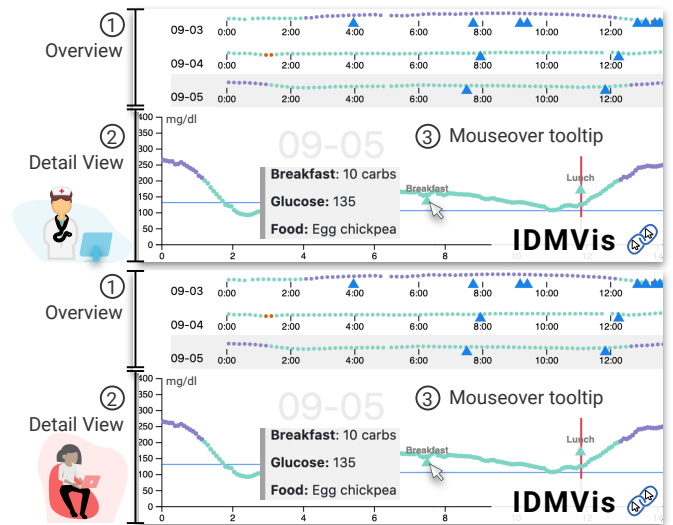 1
Overview
09-03
0:00 2:00 4:00 6:00 8:00 10:00 12:00
09-04
0:00 2:00 4:00 6:00 8:00 10:00 12:00
09-05
0:00 2:00 4:00 6:00 8:00 10:00 12:00
2
Detail View
400
350
300
250
200
150
100
50
0
mg/dl
09-05
3 Mouseover tooltip
Breakfast: 10 carbs
Glucose: 135
Food: Egg chickpea
Breakfast
Lunch
IDMVis
0 2 4 6 8 10 12 14
1
Overview
09-03
0:00 2:00 4:00 6:00 8:00 10:00 12:00
09-04
0:00 2:00 4:00 6:00 8:00 10:00 12:00
09-05
0:00 2:00 4:00 6:00 8:00 10:00 12:00
2
Detail View
400
350
300
250
200
150
100
50
0
mg/dl
09-05
3 Mouseover tooltip
Breakfast: 10 carbs
Glucose: 135
Food: Egg chickpea
Breakfast
Lunch
IDMVis
0 2 4 6 8 10 12